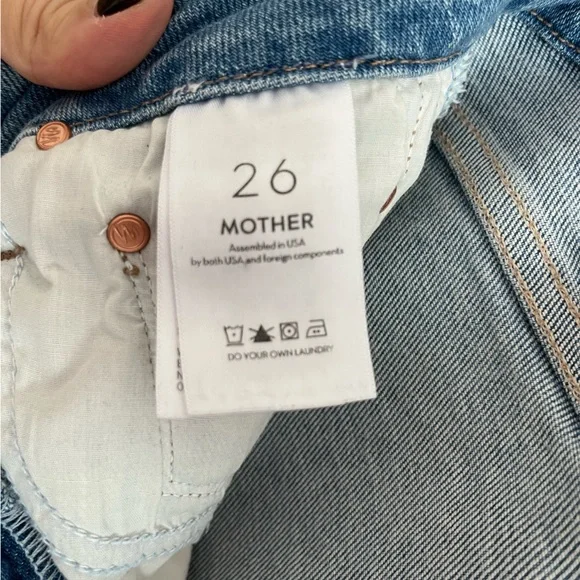 26
MOTHER
Assembled in USA
by both USA and foreign components
DO YOUR OWN LAUNDRY